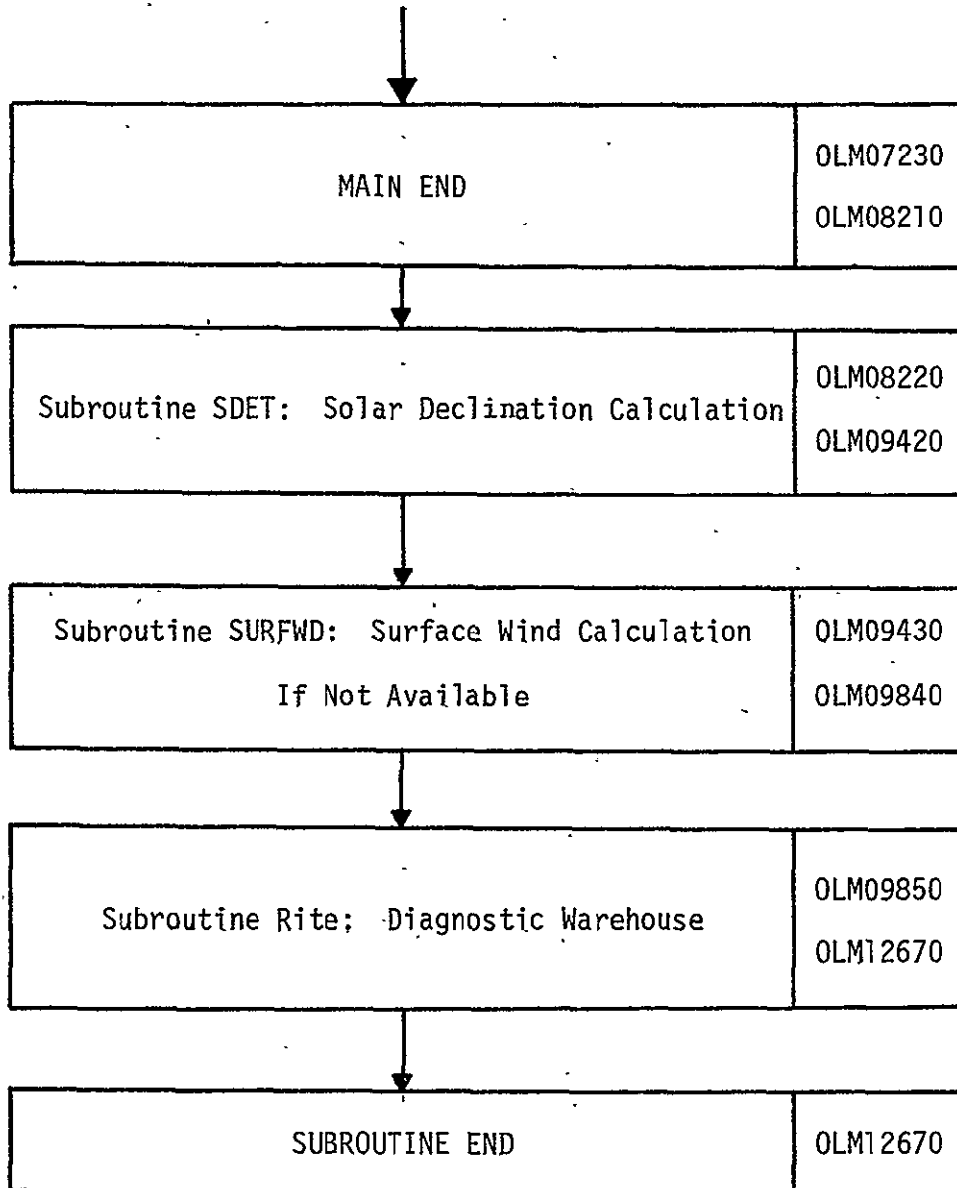 MAIN END
OLM07230
OLM08210
Subroutine SDET: Solar Declination Calculation
OLM08220
OLM09420
Subroutine SURFWD: Surface Wind Calculation
If Not Available
OLM09430
OLM09840
Subroutine Rite: Diagnostic Warehouse
OLM09850
OLM12670
SUBROUTINE END
OLM12670